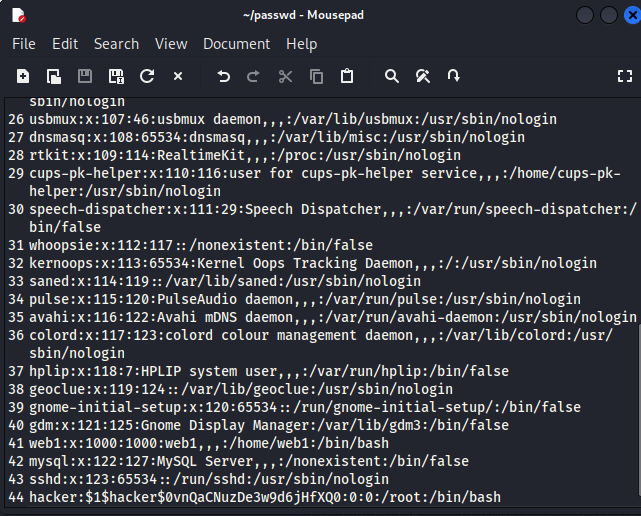 ~/passwd - Mousepad
File Edit Search View Document Help
sbin/nologin
26 usbmux:x:107:46:usbmux daemon,,,:/var/lib/usbmux:/usr/sbin/nologin
27 dnsmasq:x:108:65534:dnsmasq,,,:/var/lib/misc:/usr/sbin/nologin
28 rtkit:x:109:114:RealtimeKit,,,:/proc:/usr/sbin/nologin
29 cups-pk-helper:x:110:116:user for cups-pk-helper service,,,:/home/cups-pk-
helper:/usr/sbin/nologin
30 speech-dispatcher:x:111:29:Speech Dispatcher,,,:/var/run/speech-dispatcher:/
bin/false
31 whoopsie:x:112:117::/nonexistent:/bin/false
32 kernoops:x:113:65534:Kernel Oops Tracking Daemon,,,:/:/usr/sbin/nologin
33 saned:x:114:119::/var/lib/saned:/usr/sbin/nologin
34 pulse:x:115:120:PulseAudio daemon,,,:/var/run/pulse:/usr/sbin/nologin
35 avahi:x:116:122:Avahi mDNS daemon,,,:/var/run/avahi-daemon:/usr/sbin/nologin
36 colord:x:117:123:colord colour management daemon,,,:/var/lib/colord:/usr/
sbin/nologin
37 hplip:x:118:7:HPLIP system user,,,:/var/run/hplip:/bin/false
38 geoclue:x:119:124::/var/lib/geoclue:/usr/sbin/nologin
39 gnome-initial-setup:x:120:65534::/run/gnome-initial-setup/:/bin/false
40 gdm:x:121:125:Gnome Display Manager:/var/lib/gdm3:/bin/false
41 web1:x:1000:1000:web1,,,:/home/web1:/bin/bash
42 mysql:x:122:127:MySQL Server,,,:/nonexistent:/bin/false
43 sshd:x:123:65534::/run/sshd:/usr/sbin/nologin
44 hacker:$1$hacker$0vnQaCNuzDe3w9d6jHfXQ0:0:0:/root:/bin/bash